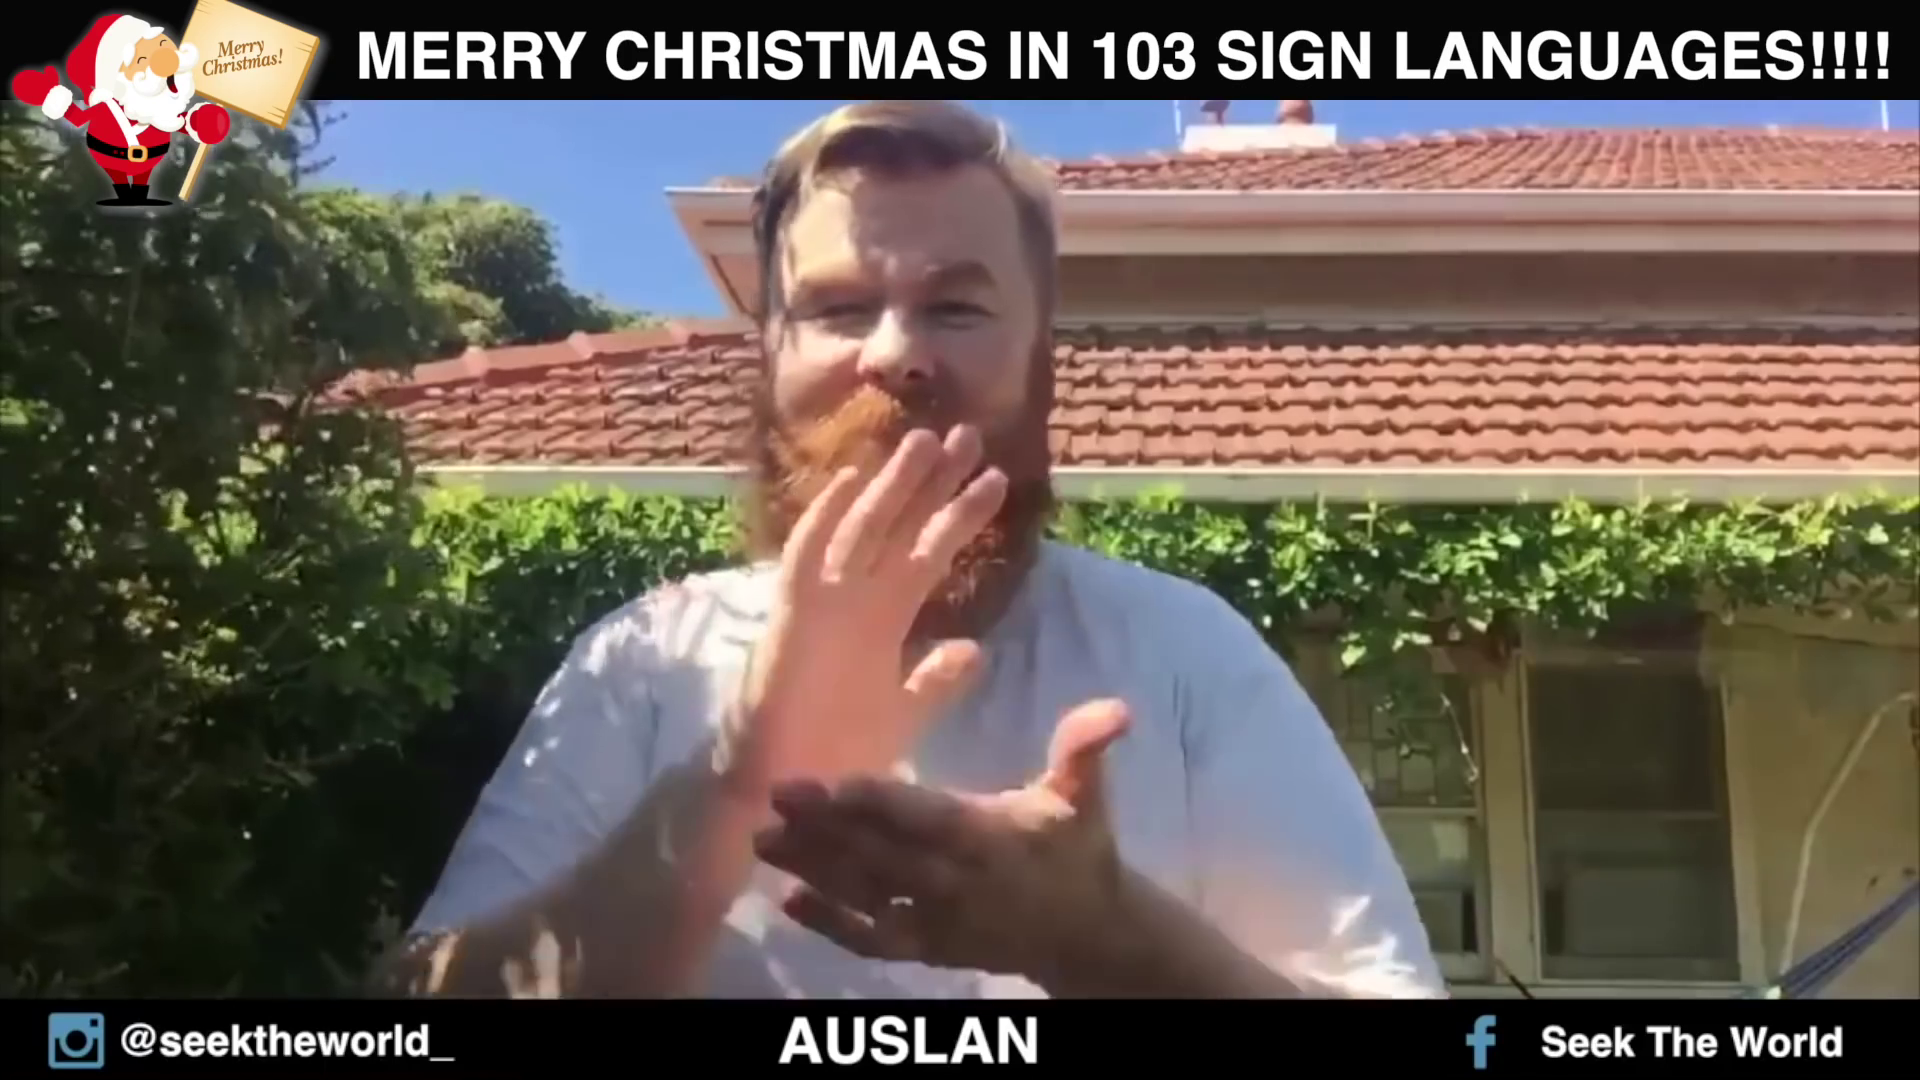 Merry
Christmas!
MERRY CHRISTMAS IN 103 SIGN LANGUAGES!!!!
@seektheworld_
AUSLAN
Seek The World